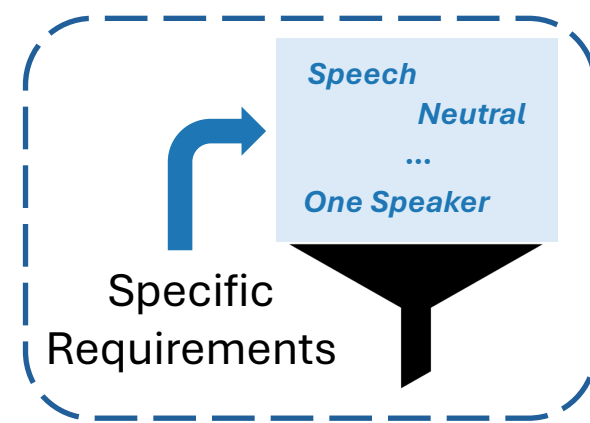 Speech
Neutral
...
One Speaker
Specific
Requirements